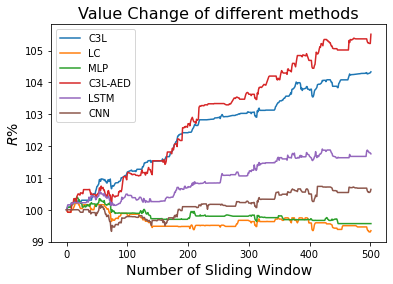 Value Change of different methods
C3L
LC
MLP
C3L-AED
LSTM
CNN
R%
105
104
103
102
101
100
99
0
100
200
300
400
500
Number of Sliding Window